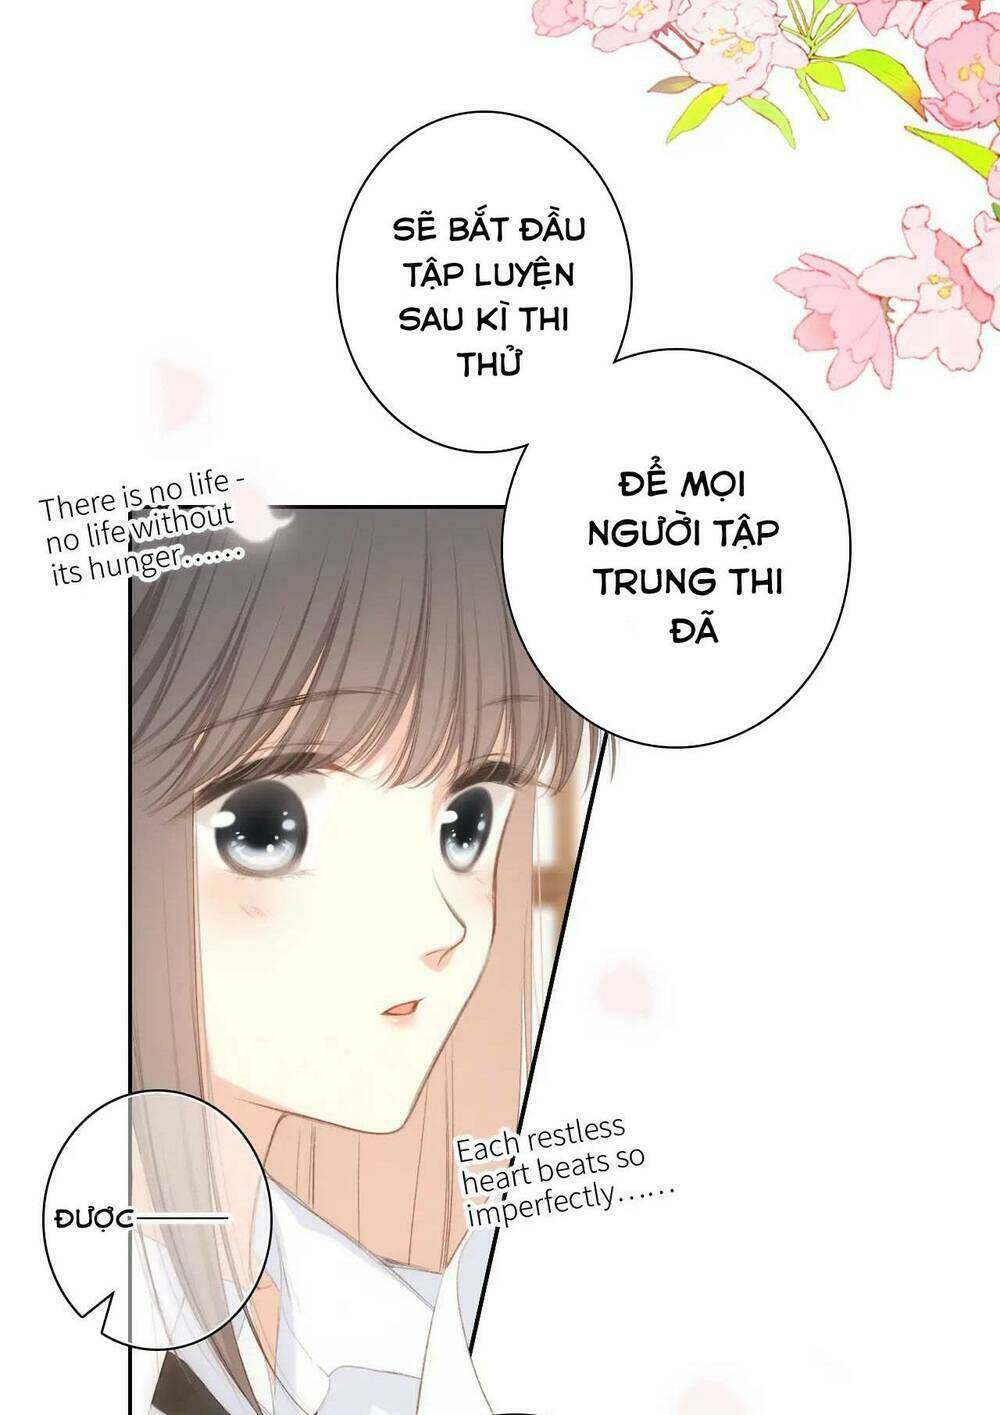 SẼ BẮT ĐẦU
TẬP LUYỆN
SAU KÌ THI
THỬ
ĐỂ MỌI
NGƯỜI TẬP
TRUNG THI
ĐÃ
There is no life -
no life without
its hunger……
Each restless
heart beats so
imperfectly……
ĐƯỢC———